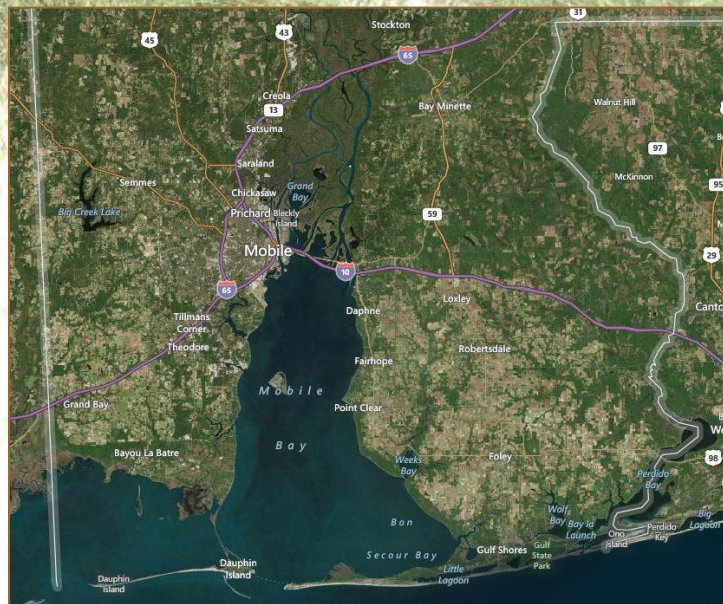 Stockton
31
45
43
65
Creola
13
Bay Minette
Walnut Hill
Satsuma
97
Saraland
McKinnon
Semmes
Chickasaw
95
Grand
Bay
Big Creek Lake
Prichard
Bleckly
Island
59
Mobile
29
10
65
Loxley
Daphne
Canto
Tillmans
Corner
Theodore
Robertsdale
Fairhope
Mobile
Grand Bay
Point Clear
Bay
Bayou La Batre
Weeks
Bay
Foley
98
Perdido
Bay
Wolf
Bay
Bay la
Launch
Big
Lagoon
Bon
Secour Bay
Ono
Island
Perdido
Key
Gulf Shores
Gulf
State
Park
Dauphin
Island
Little
Lagoon
Dauphin
Island